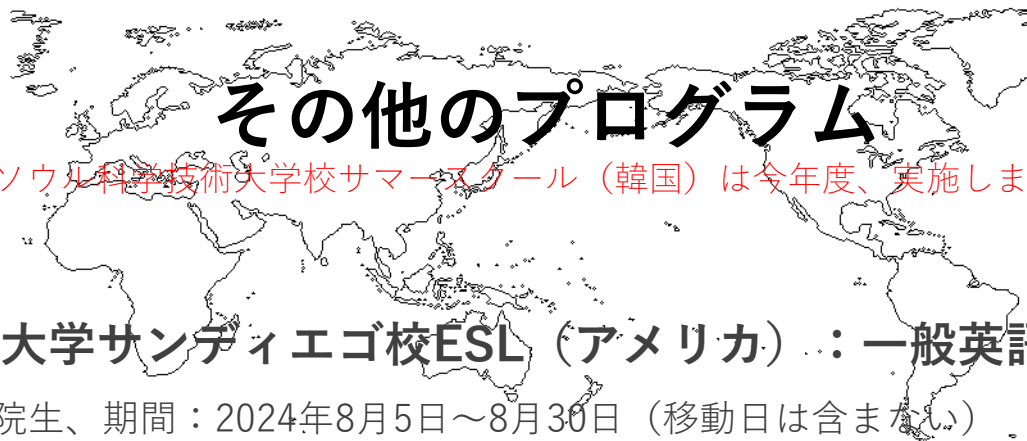 その他のプログラム
ソウル科学技術大学校サマースクール（韓国）は今年度、実施しま
大学サンディエゴ校ESL（アメリカ）：一般英語
院生、期間：2024年8月5日～8月30日（移動日は含まない）